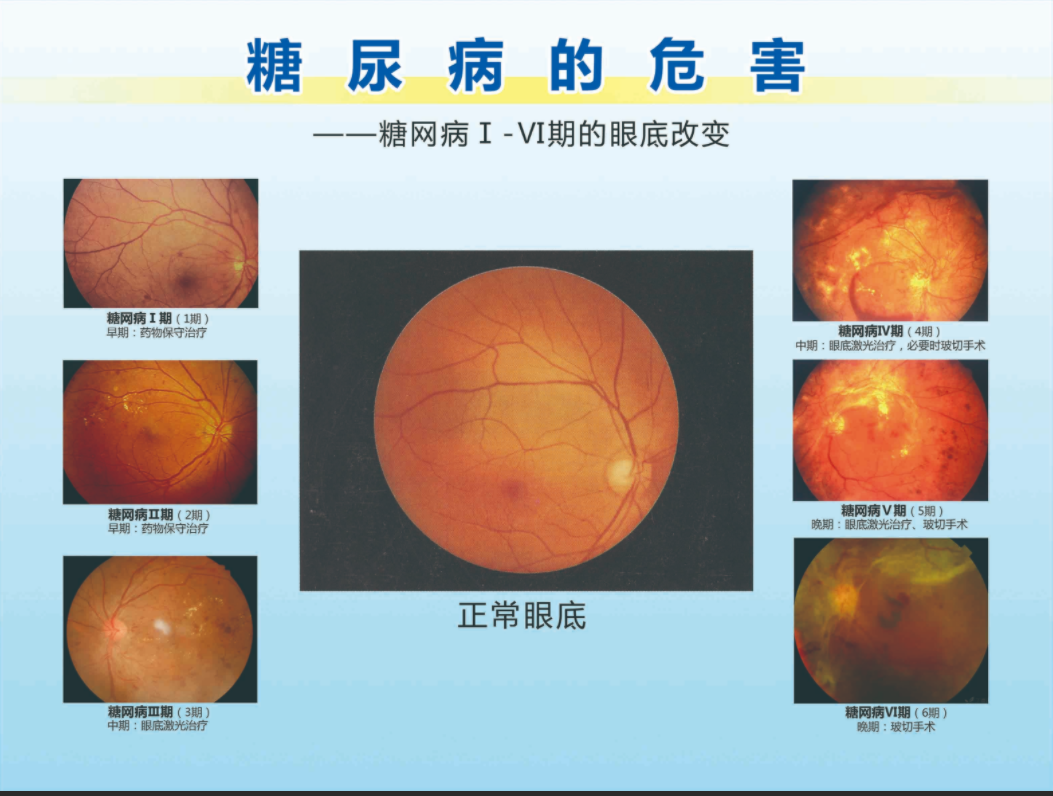 糖尿病的危害
——糖网病Ⅰ-Ⅵ期的眼底改变
糖网病Ⅰ期（1期）
早期：药物保守治疗
糖网病Ⅱ期（2期）
早期：药物保守治疗
糖网病Ⅲ期（3期）
中期：眼底激光治疗
正常眼底
糖网病Ⅳ期（4期）
中期：眼底激光治疗，必要时玻切手术
糖网病Ⅴ期（5期）
晚期：眼底激光治疗、玻切手术
糖网病Ⅵ期（6期）
晚期：玻切手术